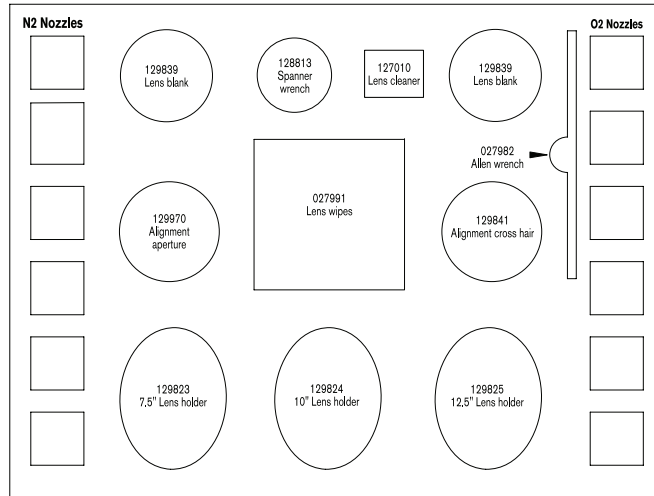 N2 Nozzles
O2 Nozzles
129839
Lens blank
128813
Spanner
wrench
127010
Lens cleaner
129839
Lens blank
027982
Allen wrench
027991
Lens wipes
129970
Alignment
aperture
129841
Alignment cross hair
129823
7.5" Lens holder
129824
10" Lens holder
129825
12.5" Lens holder